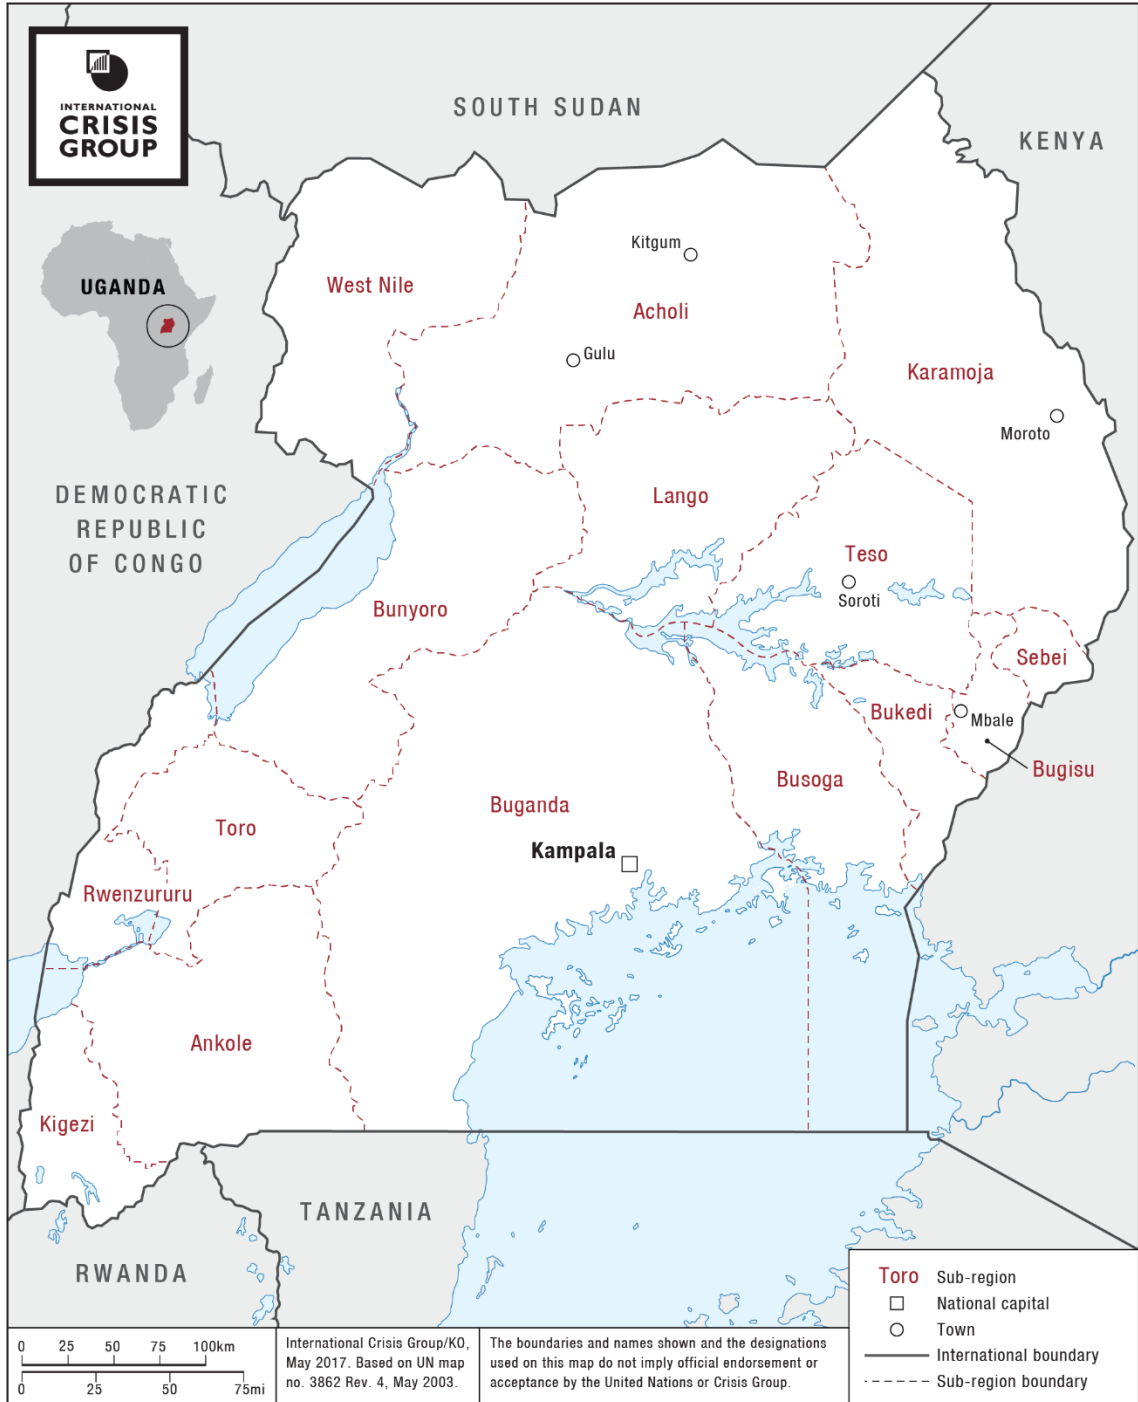 INTERNATIONAL
CRISIS
GROUP
SOUTH SUDAN
KENYA
UGANDA
West Nile
Kitgum
Acholi
Gulu
Karamoja
Moroto
DEMOCRATIC
REPUBLIC
OF CONGO
Lango
Teso
Soroti
Bunyoro
Sebei
Bukedi
Mbale
Bugisu
Busoga
Buganda
Toro
Kampala
Rwenzururu
Ankole
Kigezi
TANZANIA
RWANDA
Toro Sub-region
National capital
Town
International boundary
Sub-region boundary
0 25 50 75 100km
0 25 50 75mi
International Crisis Group/KO,
May 2017. Based on UN map
no. 3862 Rev. 4, May 2003.
The boundaries and names shown and the designations
used on this map do not imply official endorsement or
acceptance by the United Nations or Crisis Group.